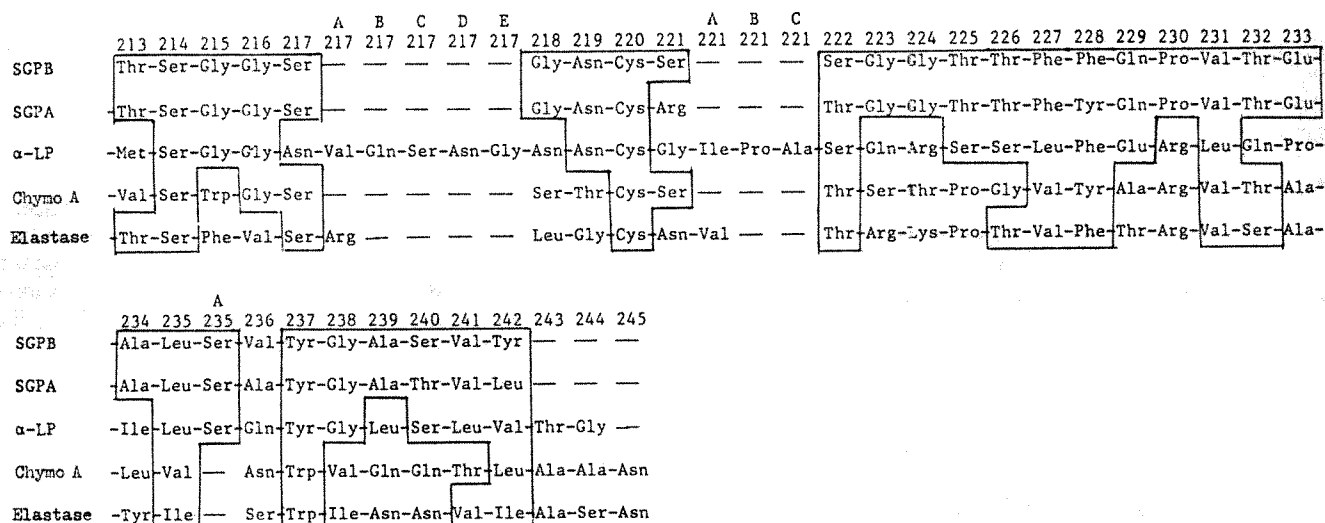 A B C D E A B C
213 214 215 216 217 217 217 217 217 217 218 219 220 221 221 221 221 222 223 224 225 226 227 228 229 230 231 232 233
SGPB Thr-Ser-Gly-Gly-Ser — — — — — Gly-Asn-Cys-Ser — — — Ser-Gly-Gly-Thr-Thr-Phe-Phe-Gln-Pro-Val-Thr-Glu-
SGPA -Thr-Ser-Gly-Gly-Ser — — — — — Gly-Asn-Cys-Arg — — — Thr-Gly-Gly-Thr-Thr-Phe-Tyr-Gln-Pro-Val-Thr-Glu-
α-LP -Met-Ser-Gly-Gly-Asn-Val-Gln-Ser-Asn-Gly-Asn-Asn-Cys-Gly-Ile-Pro-Ala-Ser-Gln-Arg-Ser-Ser-Leu-Phe-Glu-Arg-Leu-Gln-Pro-
Chymo A -Val-Ser-Trp-Gly-Ser — — — — — Ser-Thr-Cys-Ser — — — Thr-Ser-Thr-Pro-Gly-Val-Tyr-Ala-Arg-Val-Thr-Ala-
Elastase -Thr-Ser-Phe-Val-Ser-Arg — — — — Leu-Gly-Cys-Asn-Val — — Thr-Arg-Lys-Pro-Thr-Val-Phe-Thr-Arg-Val-Ser-Ala-
A
234 235 235 236 237 238 239 240 241 242 243 244 245
SGPB -Ala-Leu-Ser-Val-Tyr-Gly-Ala-Ser-Val-Tyr — — —
SGPA -Ala-Leu-Ser-Ala-Tyr-Gly-Ala-Thr-Val-Leu — — —
α-LP -Ile-Leu-Ser-Gln-Tyr-Gly-Leu-Ser-Leu-Val-Thr-Gly —
Chymo A -Leu-Val — Asn-Trp-Val-Gln-Gln-Thr-Leu-Ala-Ala-Asn
Elastase -Tyr-Ile — Ser-Trp-Ile-Asn-Asn-Val-Ile-Ala-Ser-Asn